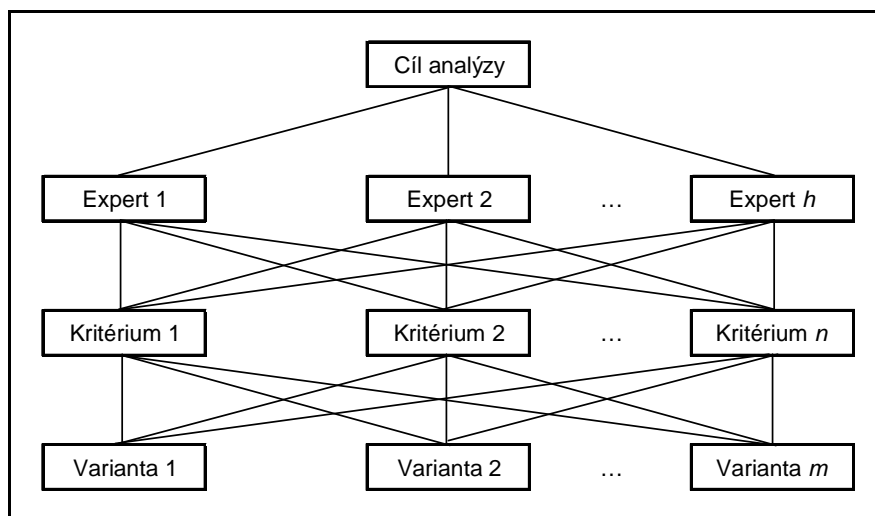 Cíl analýzy
Expert 1 Expert 2 … Expert h
Kritérium 1 Kritérium 2 … Kritérium n
Varianta 1 Varianta 2 … Varianta m